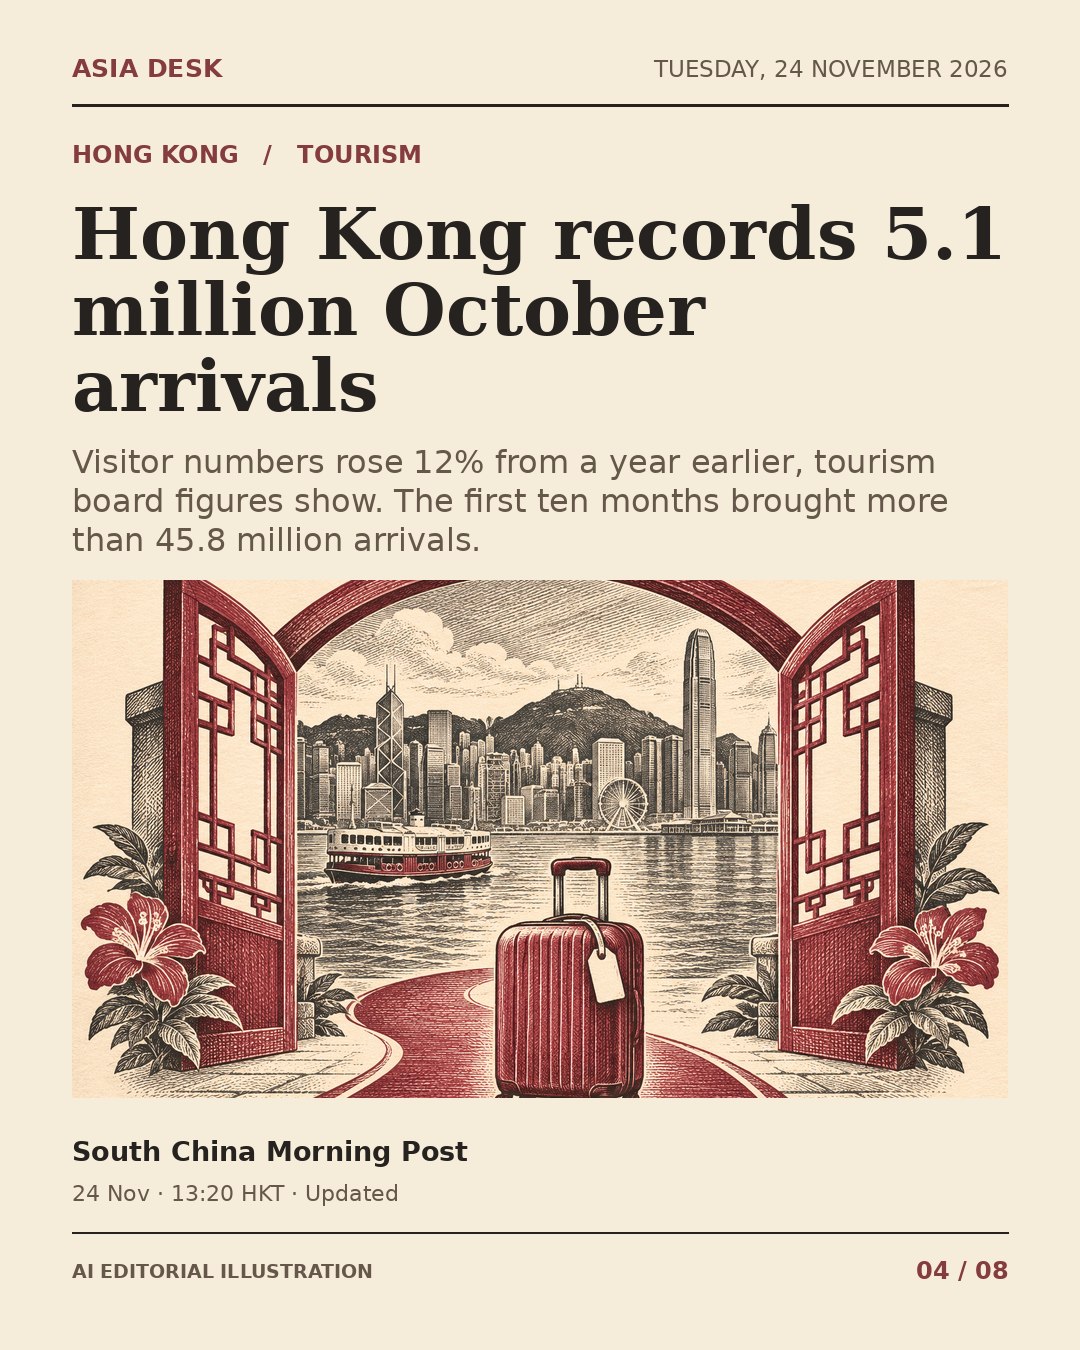 ASIA DESK
TUESDAY, 24 NOVEMBER 2026
HONG KONG / TOURISM
Hong Kong records 5.1
million October
arrivals
Visitor numbers rose 12% from a year earlier, tourism
board figures show. The first ten months brought more
than 45.8 million arrivals.
South China Morning Post
24 Nov · 13:20 HKT · Updated
AI EDITORIAL ILLUSTRATION
04 / 08